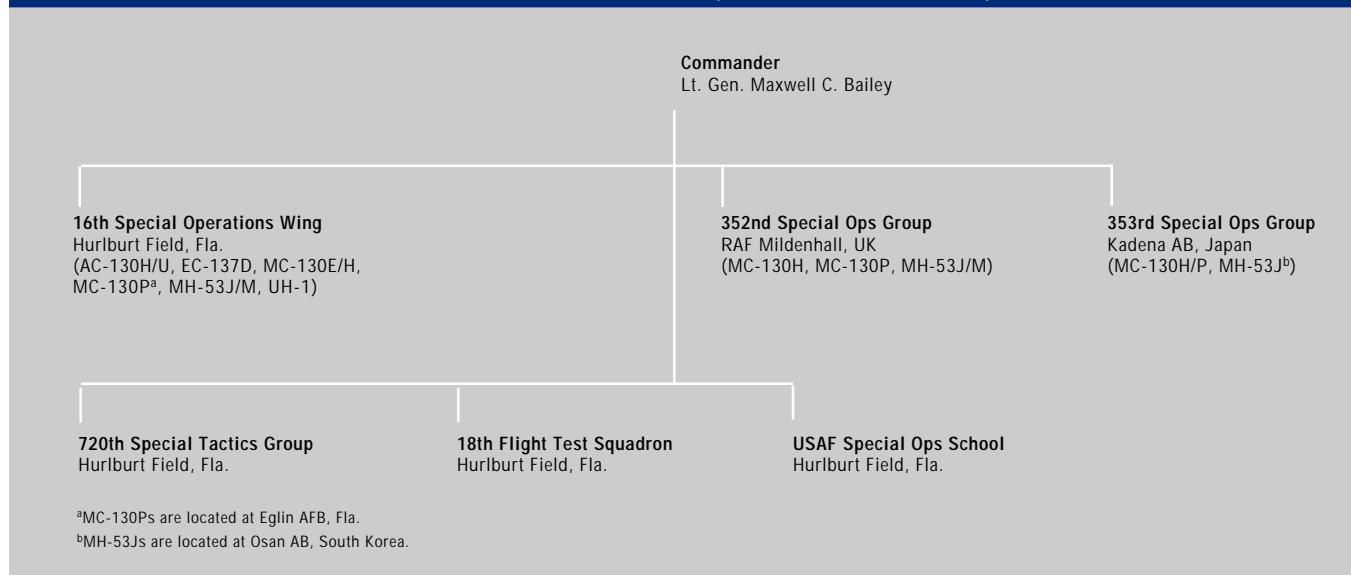 Commander
Lt. Gen. Maxwell C. Bailey
16th Special Operations Wing
Hurlburt Field, Fla.
(AC-130H/U, EC-137D, MC-130E/H,
MC-130Pa, MH-53J/M, UH-1)
352nd Special Ops Group
RAF Mildenhall, UK
(MC-130H, MC-130P, MH-53J/M)
353rd Special Ops Group
Kadena AB, Japan
(MC-130H/P, MH-53Jb)
720th Special Tactics Group
Hurlburt Field, Fla.
18th Flight Test Squadron
Hurlburt Field, Fla.
USAF Special Ops School
Hurlburt Field, Fla.
aMC-130Ps are located at Eglin AFB, Fla.
bMH-53Js are located at Osan AB, South Korea.